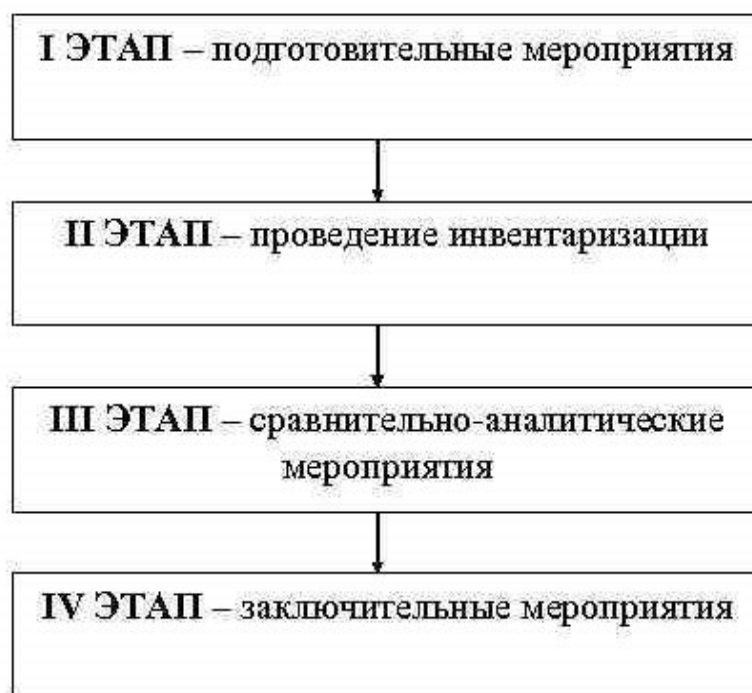 I ЭТАП – подготовительные мероприятия
II ЭТАП – проведение инвентаризации
III ЭТАП – сравнительно-аналитические
мероприятия
IV ЭТАП – заключительные мероприятия